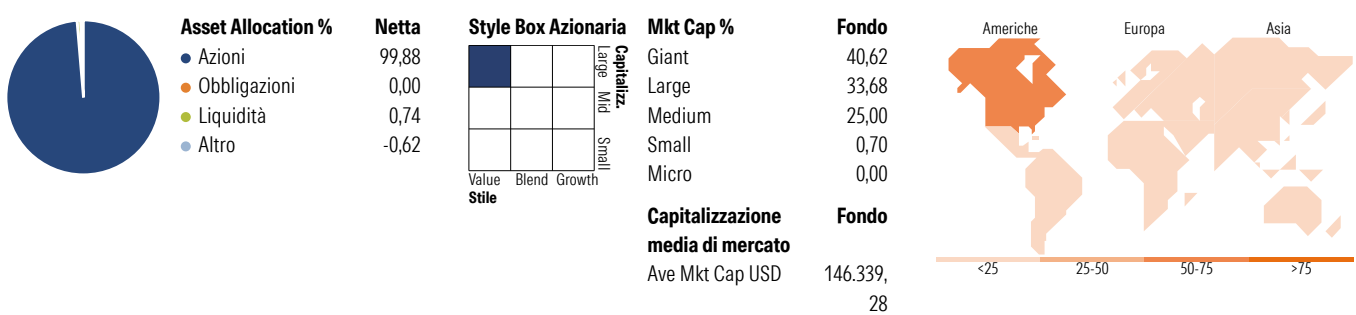 Asset Allocation % Netta
Azioni 99,88
Obbligazioni 0,00
Liquidità 0,74
Altro -0,62
Style Box Azionaria
Large Mid Small
Capitalizz.
Value Blend Growth
Stile
Mkt Cap % Fondo
Giant 40,62
Large 33,68
Medium 25,00
Small 0,70
Micro 0,00
Capitalizzazione Fondo
media di mercato
Ave Mkt Cap USD 146.339,
28
Americhe Europa Asia
<25 25-50 50-75 >75